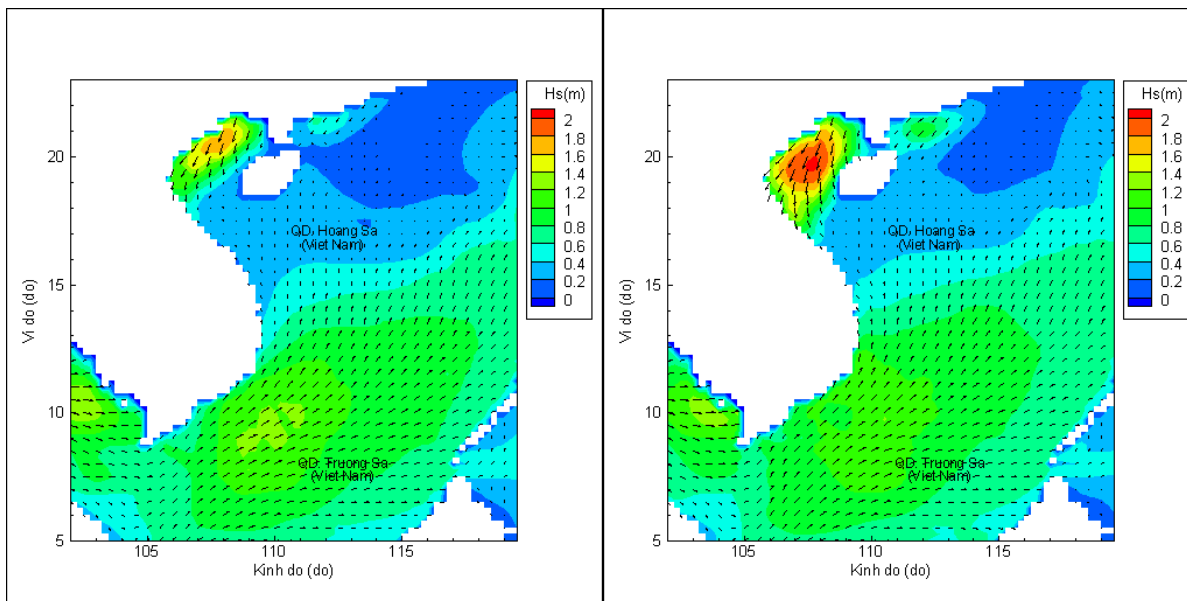 Hs(m)
2
1.8
1.6
1.4
1.2
1
0.8
0.6
0.4
0.2
0
20
15
10
5
Vi do (do)
QD. Hoang Sa
(Viet Nam)
QD. Truong Sa
(Viet Nam)
105
110
115
Kinh do (do)
Hs(m)
2
1.8
1.6
1.4
1.2
1
0.8
0.6
0.4
0.2
0
20
15
10
5
Vi do (do)
QD. Hoang Sa
(Viet Nam)
QD. Truong Sa
(Viet Nam)
105
110
115
Kinh do (do)